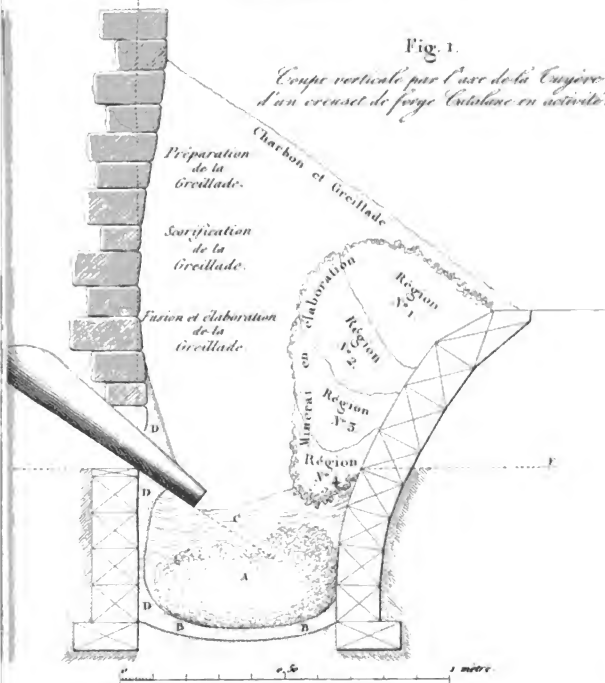 Fig. 1.
Coupe verticale par l'axe de la Tuyère
d'un creuset de forge Catalane en activité
Charbon et Greillade
Préparation
de la
Greillade.
Scorification
de la
Greillade.
Fusion et élaboration
de la
Greillade
Minérai en élaboration
Région
N° 1.
Région
N° 2.
Région
N° 3.
Région
N° 4
D
D
D
C
A
B
B
0
0,50
1 mètre.